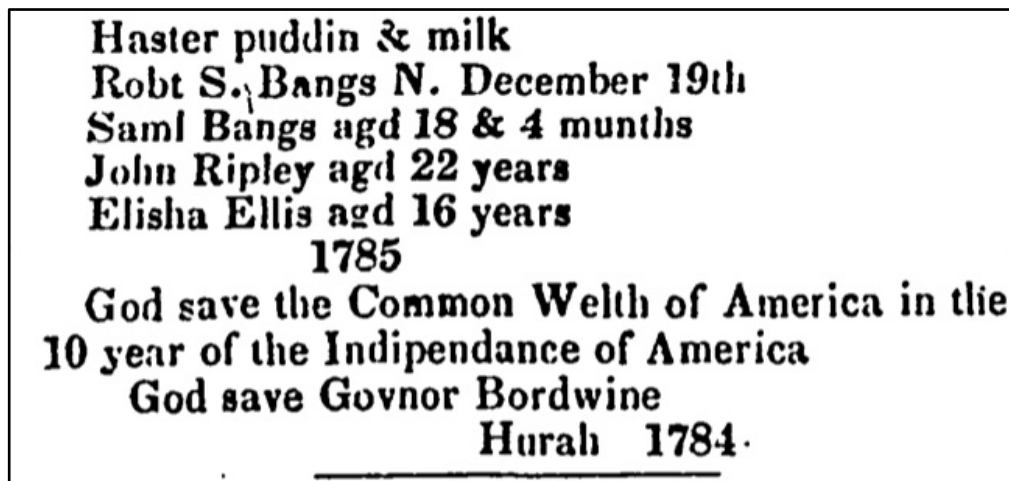 Haster puddin & milk
Robt S. Bangs N. December 19th
Saml Bangs agd 18 & 4 munths
John Ripley agd 22 years
Elisha Ellis agd 16 years
1785
God save the Common Welth of America in the
10 year of the Indipendance of America
God save Govnor Bordwine
Hurah 1784.